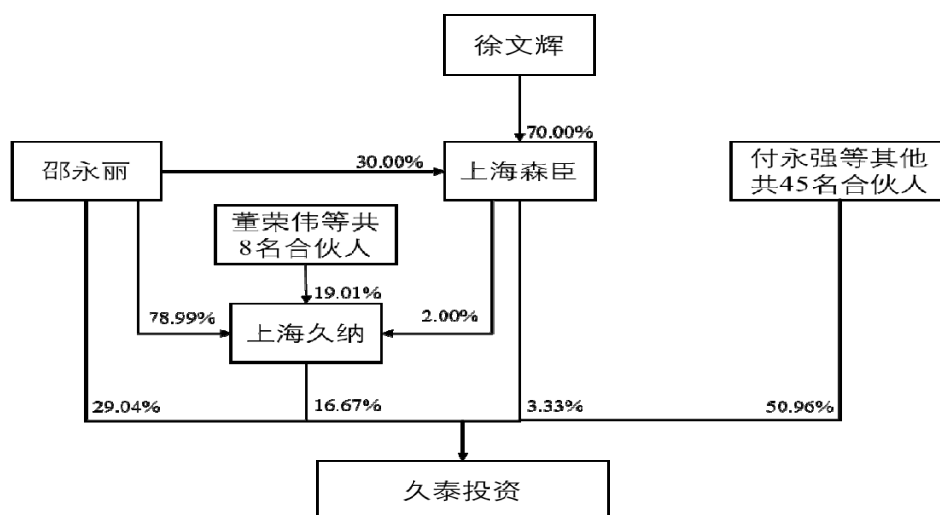 徐文辉
70.00%
邵永丽
30.00%
上海森臣
付永强等其他
共45名合伙人
董荣伟等共
8名合伙人
19.01%
78.99%
上海久纳
2.00%
29.04%
16.67%
3.33%
50.96%
久泰投资